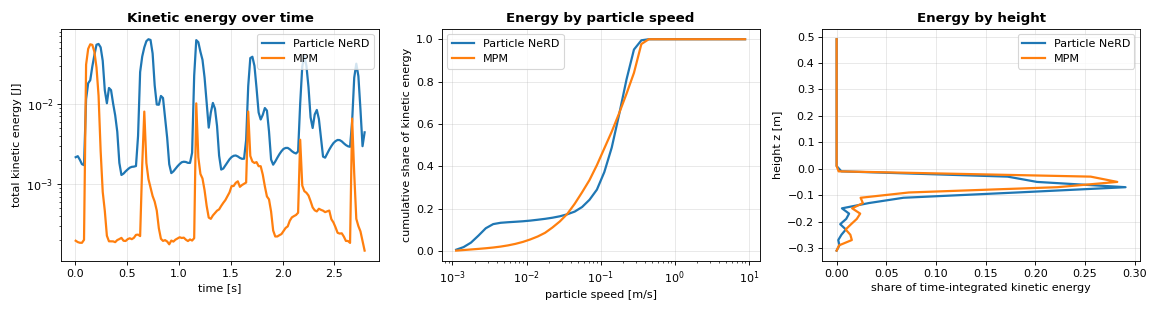 Kinetic energy over time
total kinetic energy [J]
10⁻²
10⁻³
Particle NeRD
MPM
0.0 0.5 1.0 1.5 2.0 2.5
time [s]
Energy by particle speed
cumulative share of kinetic energy
1.0
0.8
0.6
0.4
0.2
0.0
Particle NeRD
MPM
10⁻³ 10⁻² 10⁻¹ 10⁰ 10¹
particle speed [m/s]
Energy by height
height z [m]
0.5
0.4
0.3
0.2
0.1
0.0
−0.1
−0.2
−0.3
Particle NeRD
MPM
0.00 0.05 0.10 0.15 0.20 0.25 0.30
share of time-integrated kinetic energy